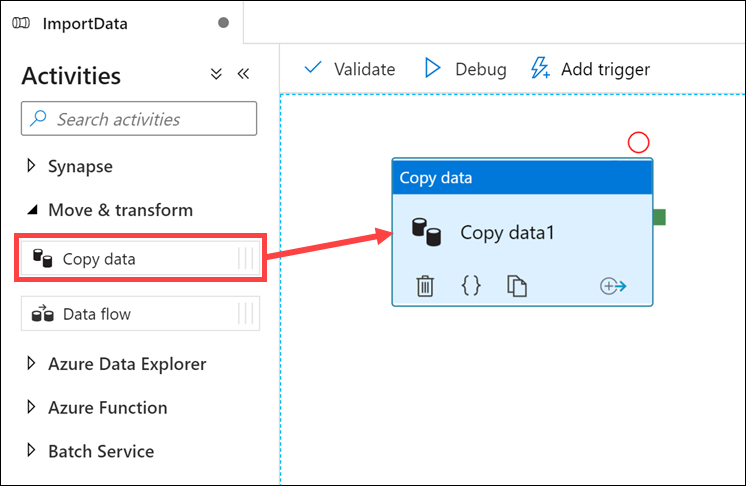 ImportData
Activities
Validate
Debug
Add trigger
Search activities
Synapse
Move & transform
Copy data
Data flow
Azure Data Explorer
Azure Function
Batch Service
Copy data
Copy data1